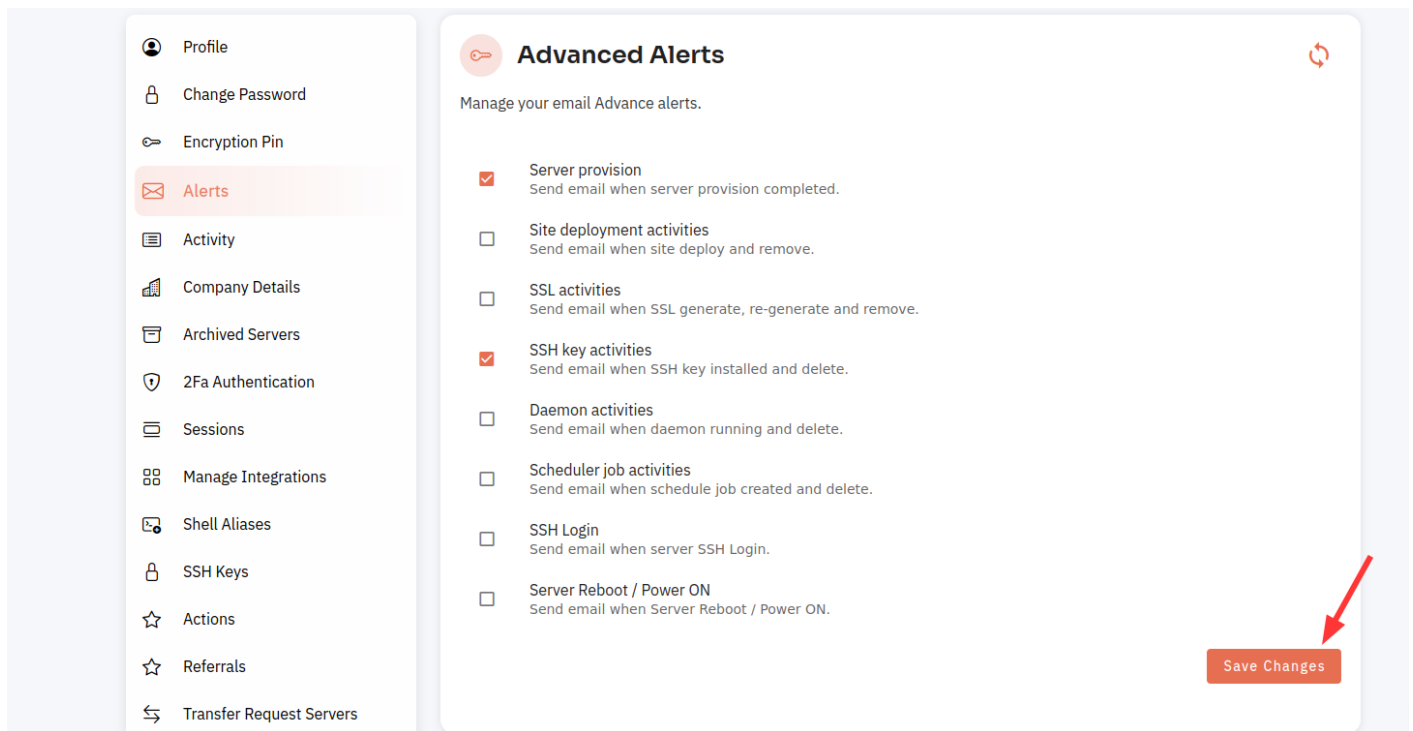 Profile
Change Password
Encryption Pin
Alerts
Activity
Company Details
Archived Servers
2Fa Authentication
Sessions
Manage Integrations
Shell Aliases
SSH Keys
Actions
Referrals
Transfer Request Servers
Advanced Alerts
Manage your email Advance alerts.
Server provision
Send email when server provision completed.
Site deployment activities
Send email when site deploy and remove.
SSL activities
Send email when SSL generate, re-generate and remove.
SSH key activities
Send email when SSH key installed and delete.
Daemon activities
Send email when daemon running and delete.
Scheduler job activities
Send email when schedule job created and delete.
SSH Login
Send email when server SSH Login.
Server Reboot / Power ON
Send email when Server Reboot / Power ON.
Save Changes